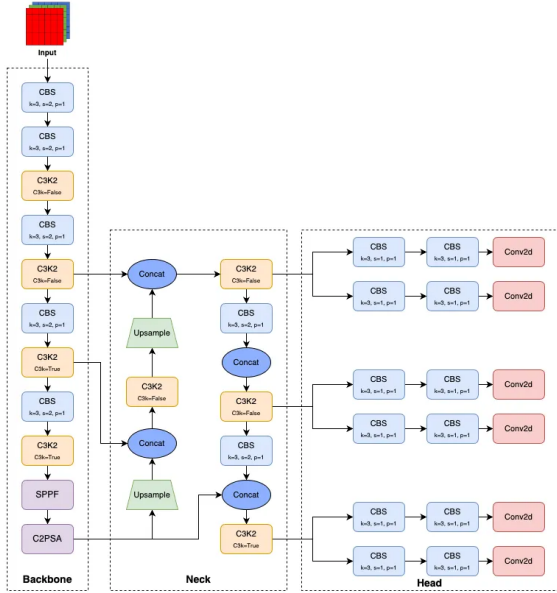 Input
CBS
k=3, s=2, p=1
CBS
k=3, s=2, p=1
C3K2
C3k=False
CBS
k=3, s=2, p=1
C3K2
C3k=False
CBS
k=3, s=2, p=1
C3K2
C3k=True
CBS
k=3, s=2, p=1
C3K2
C3k=True
SPPF
C2PSA
Backbone
Concat
Upsample
C3K2
C3k=False
Concat
Upsample
C3K2
C3k=False
CBS
k=3, s=2, p=1
Concat
C3K2
C3k=False
CBS
k=3, s=2, p=1
Concat
C3K2
C3k=True
Neck
CBS
k=3, s=1, p=1
CBS
k=3, s=1, p=1
Conv2d
CBS
k=3, s=1, p=1
CBS
k=3, s=1, p=1
Conv2d
CBS
k=3, s=1, p=1
CBS
k=3, s=1, p=1
Conv2d
CBS
k=3, s=1, p=1
CBS
k=3, s=1, p=1
Conv2d
CBS
k=3, s=1, p=1
CBS
k=3, s=1, p=1
Conv2d
CBS
k=3, s=1, p=1
CBS
k=3, s=1, p=1
Conv2d
Head